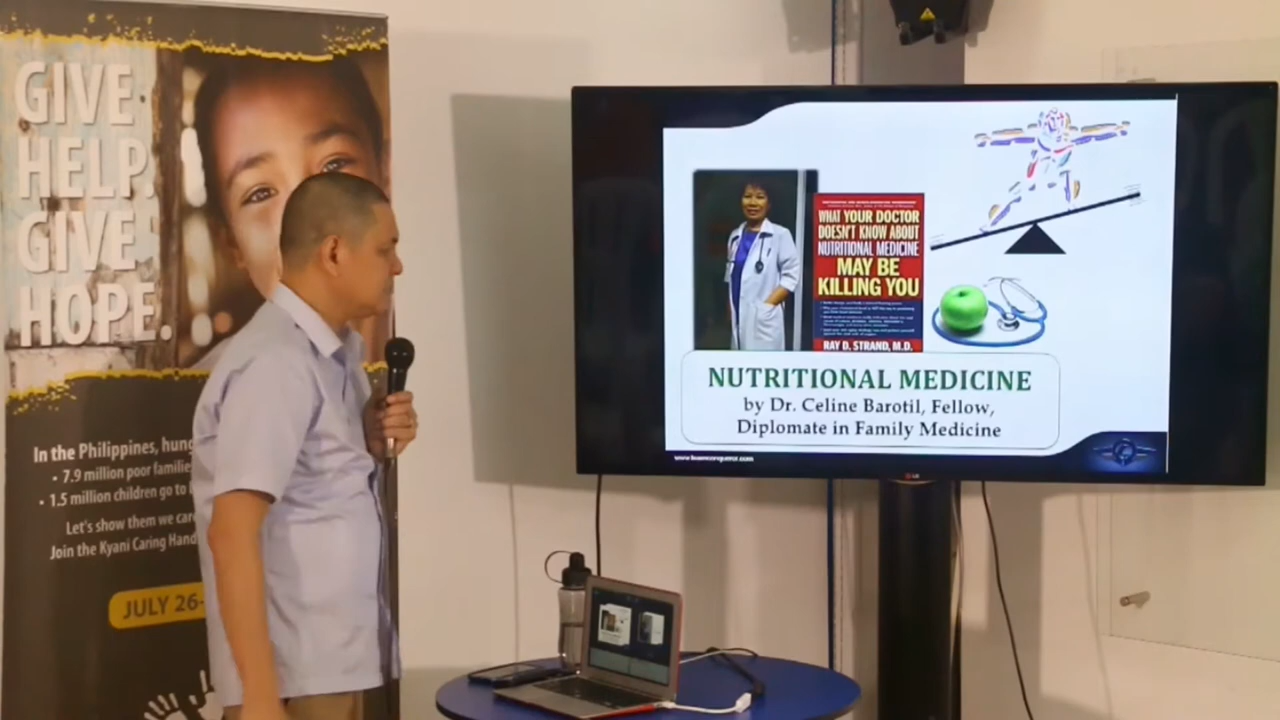 GIVE
HELP.
GIVE
HOPE.
In the Philippines, hung
• 7.9 million poor familie
• 1.5 million children go to
Let's show them we care
Join the Kyani Caring Hand
JULY 26-
WHAT YOUR DOCTOR
DOESN'T KNOW ABOUT
NUTRITIONAL MEDICINE
MAY BE
KILLING YOU
RAY D. STRAND, M.D.
NUTRITIONAL MEDICINE
by Dr. Celine Barotil, Fellow,
Diplomate in Family Medicine
LG